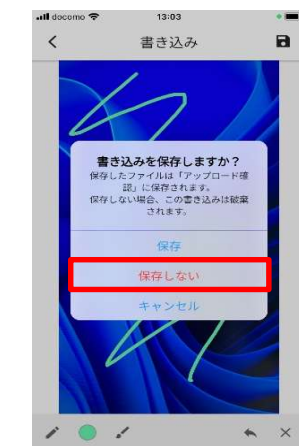 docomo 13:03
書き込み
書き込みを保存しますか？
保存したファイルは「アップロード確
認」に保存されます。
保存しない場合、この書き込みは破棄
されます。
保存
保存しない
キャンセル